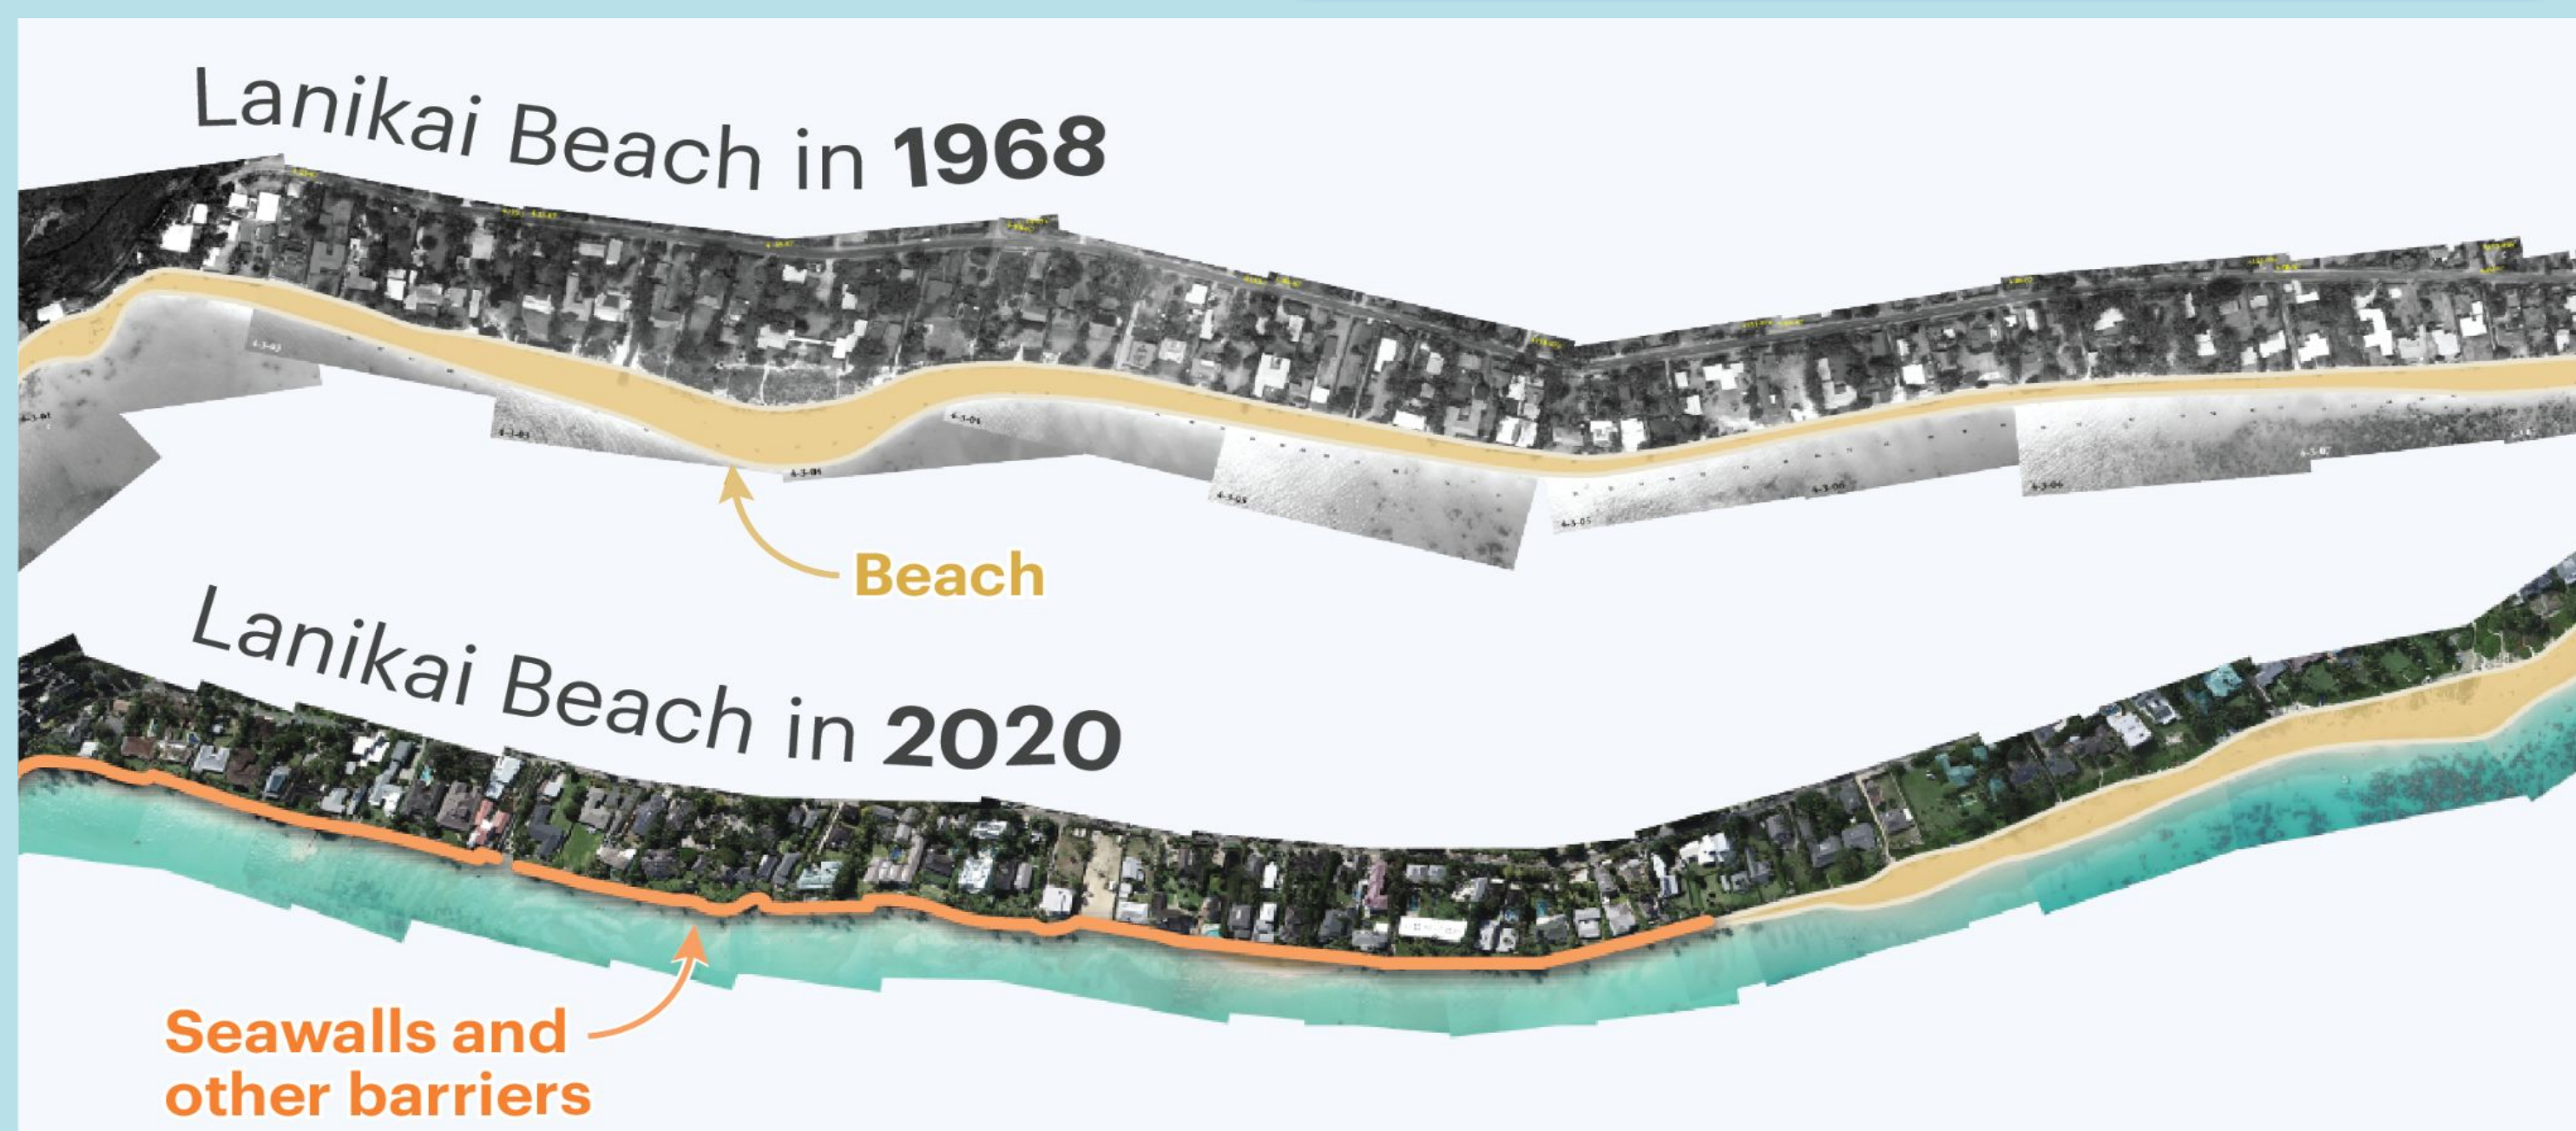 Lanikai Beach in 1968
Beach
Lanikai Beach in 2020
Seawalls and
other barriers